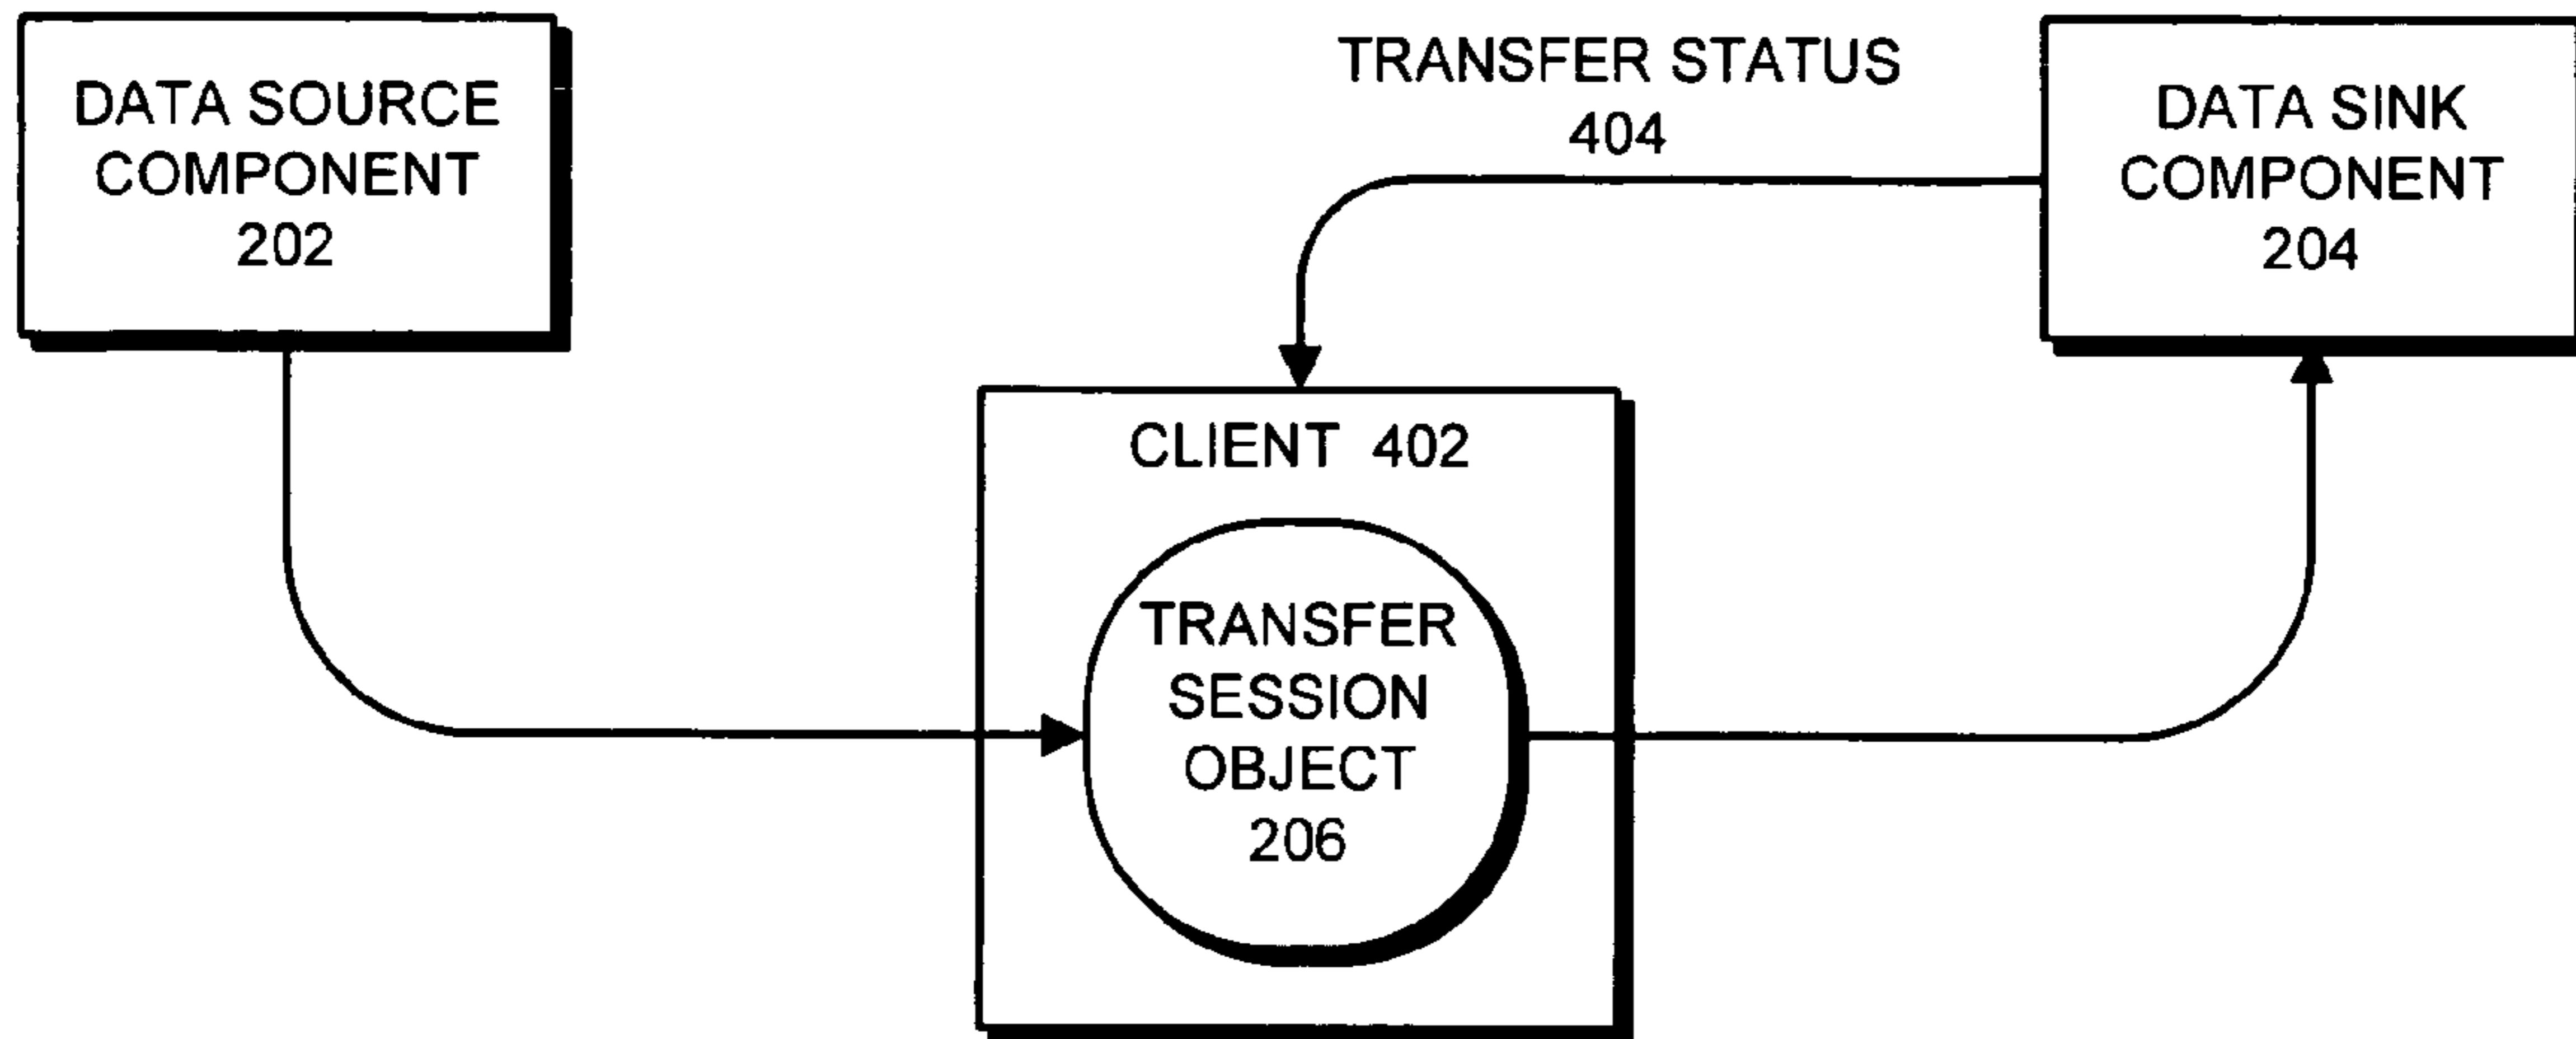 DATA SOURCE
COMPONENT
202
TRANSFER STATUS
404
DATA SINK
COMPONENT
204
CLIENT 402
TRANSFER
SESSION
OBJECT
206